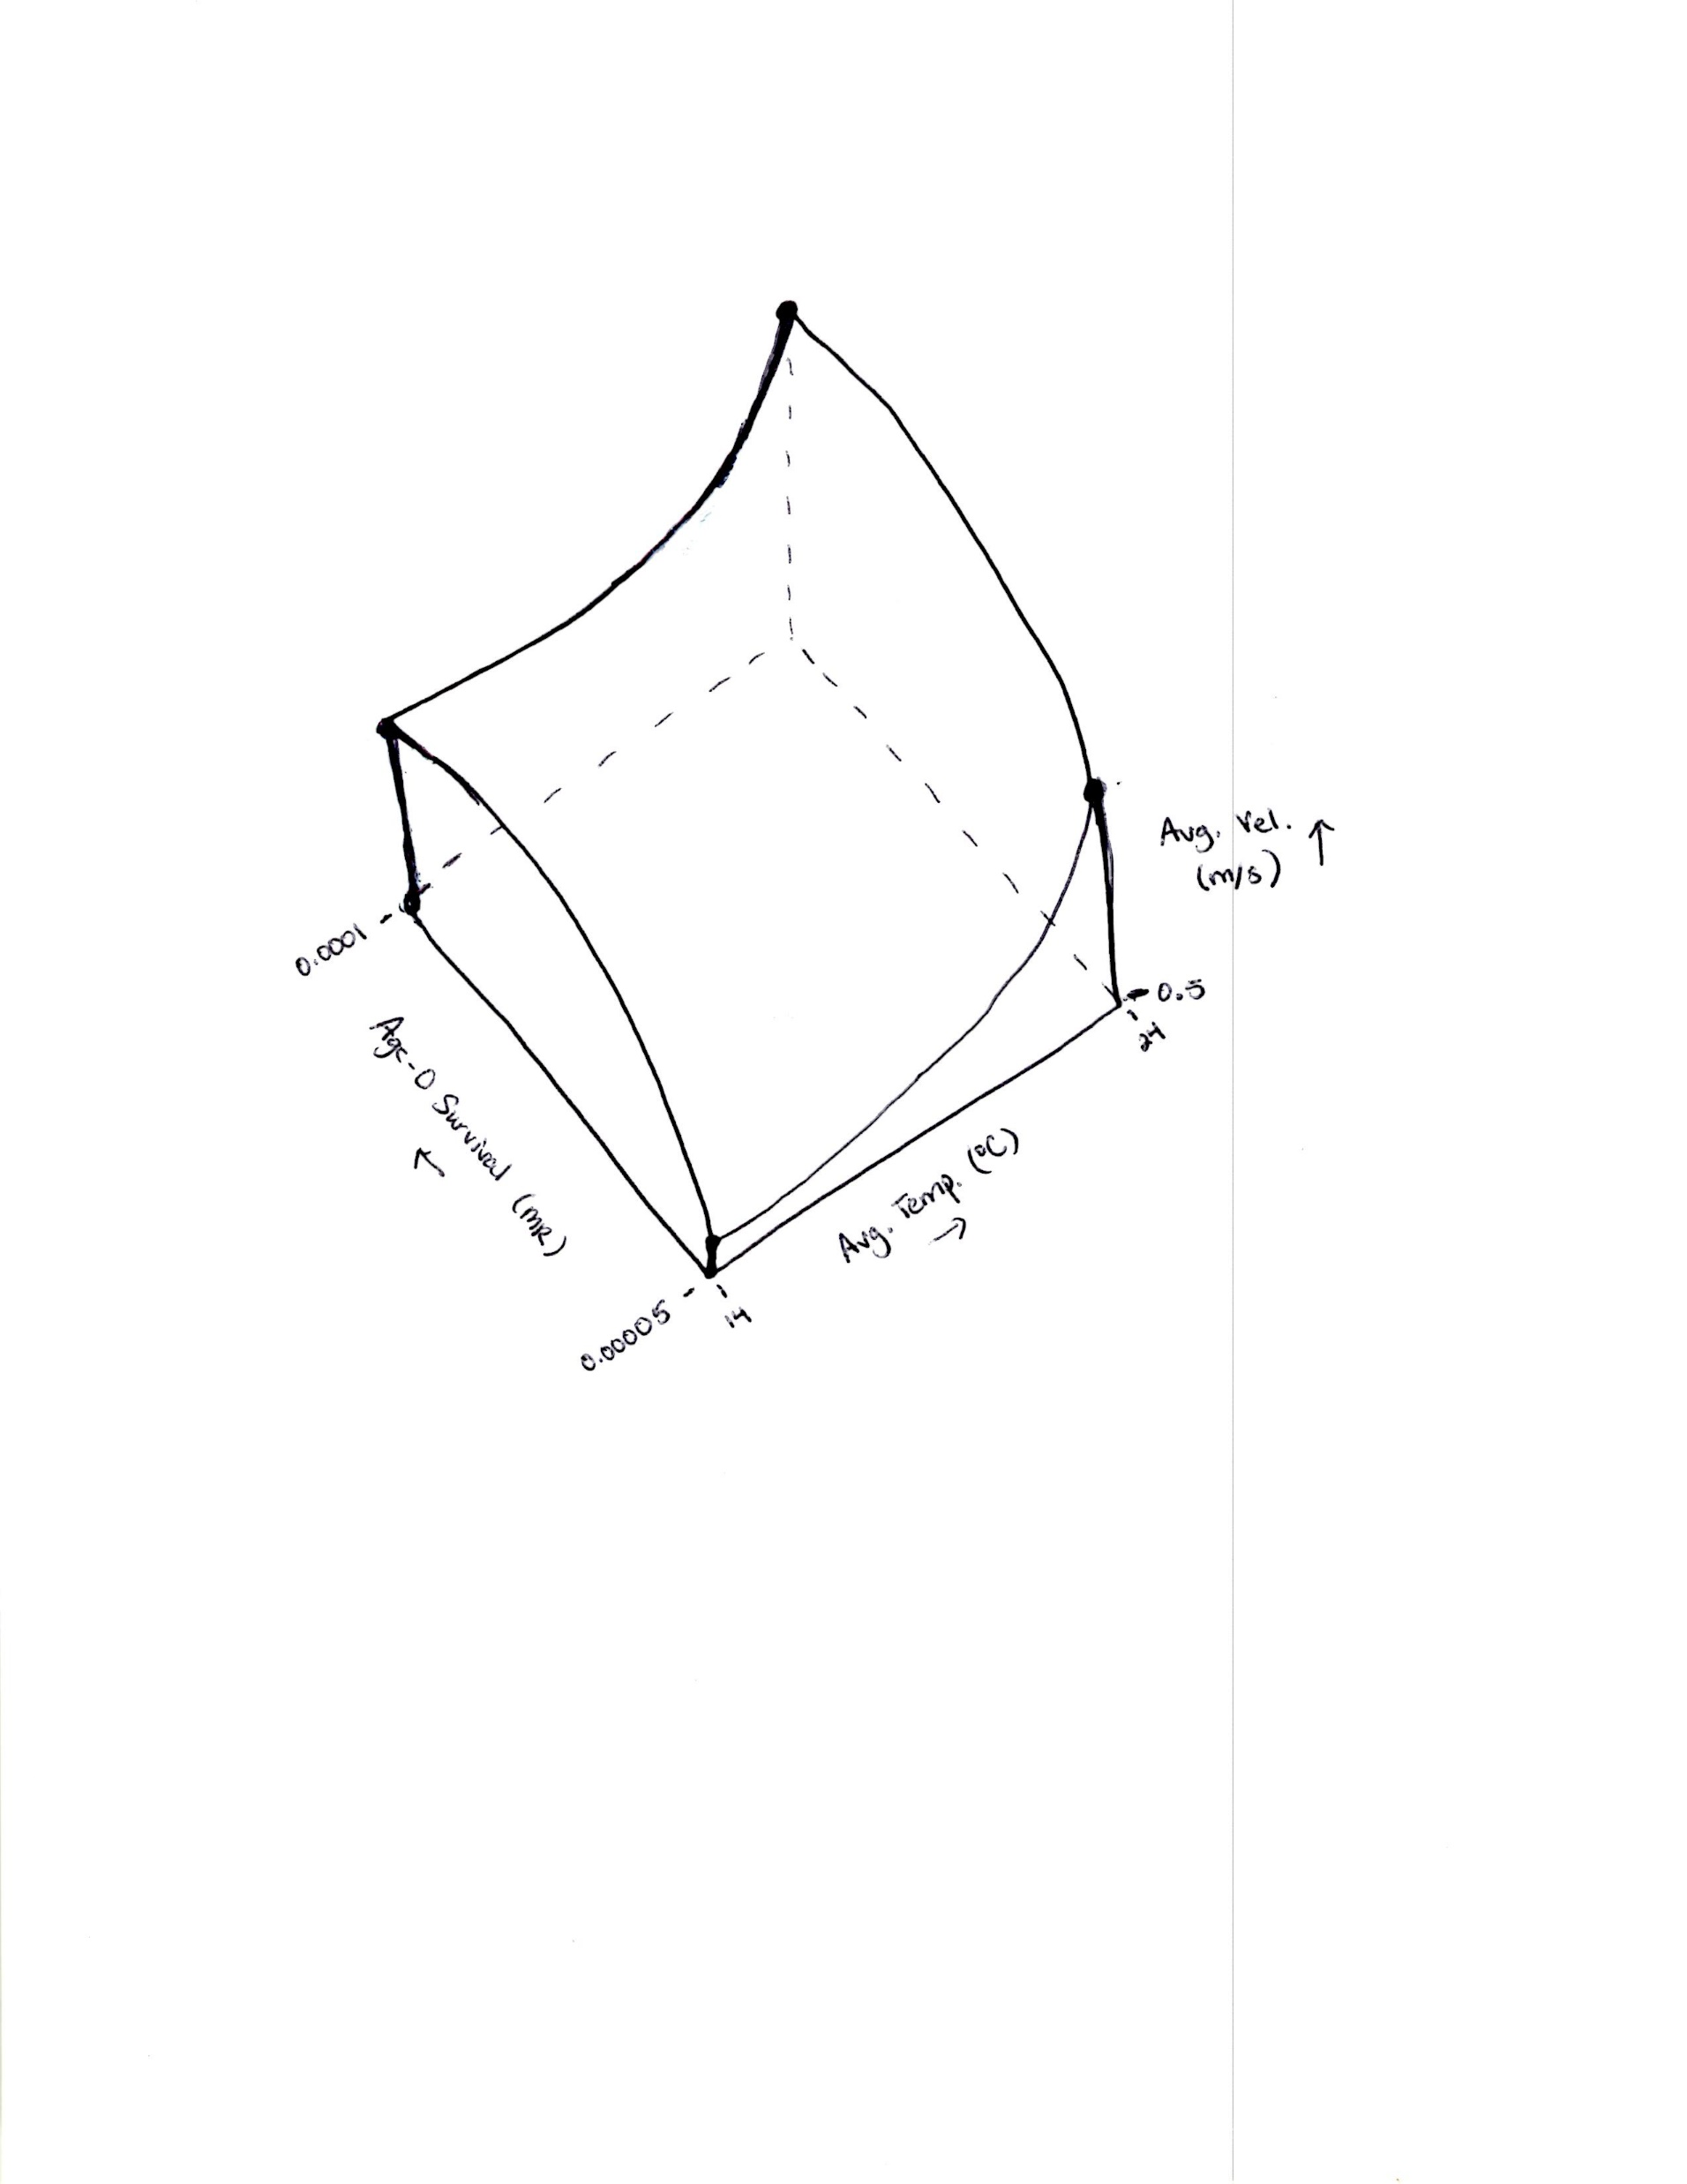 Avg. Vel. ↑
(m/s)
0.0001
0.5
24
Age-0 Survival (mR)
↑
Avg. Temp. (°C)
→
0.00005
14